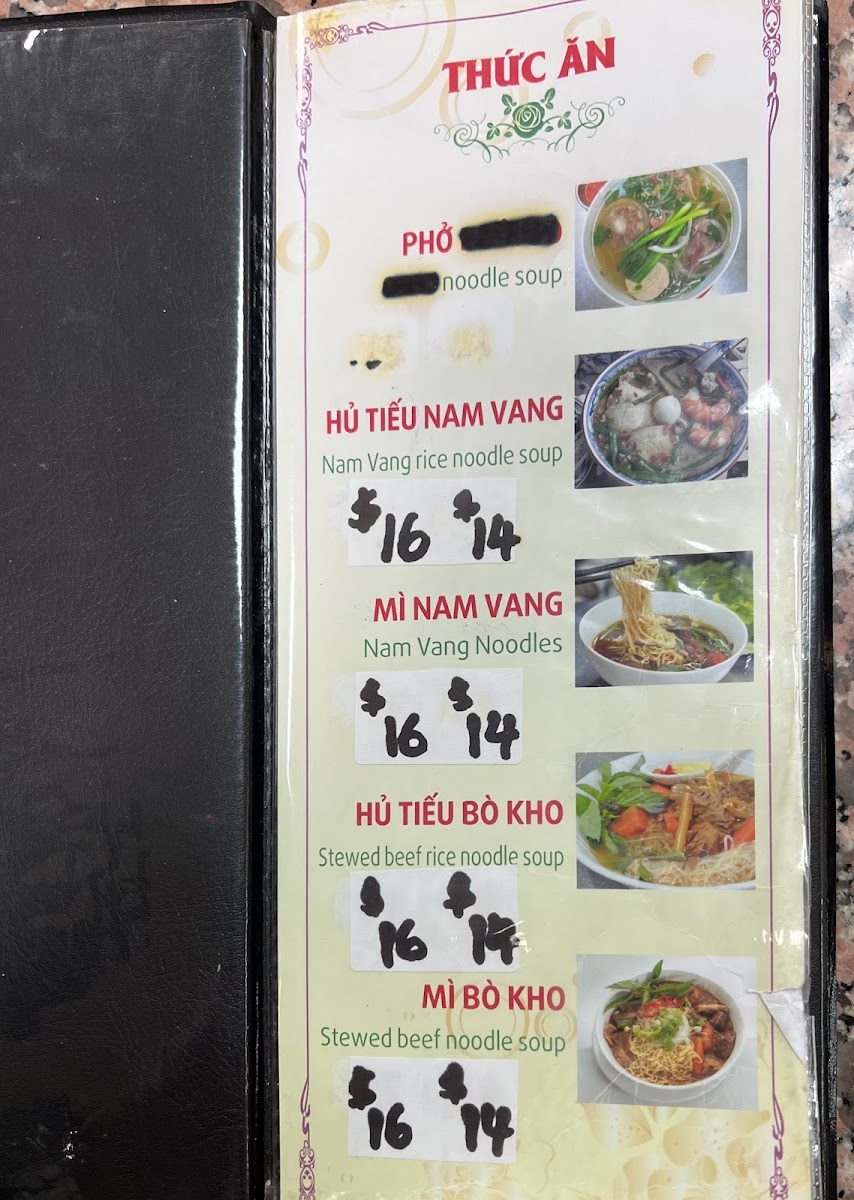 THỨC ĂN
PHỞ
noodle soup
HỦ TIẾU NAM VANG
Nam Vang rice noodle soup
$16 $14
MÌ NAM VANG
Nam Vang Noodles
$16 $14
HỦ TIẾU BÒ KHO
Stewed beef rice noodle soup
$16 $14
MÌ BÒ KHO
Stewed beef noodle soup
$16 $14